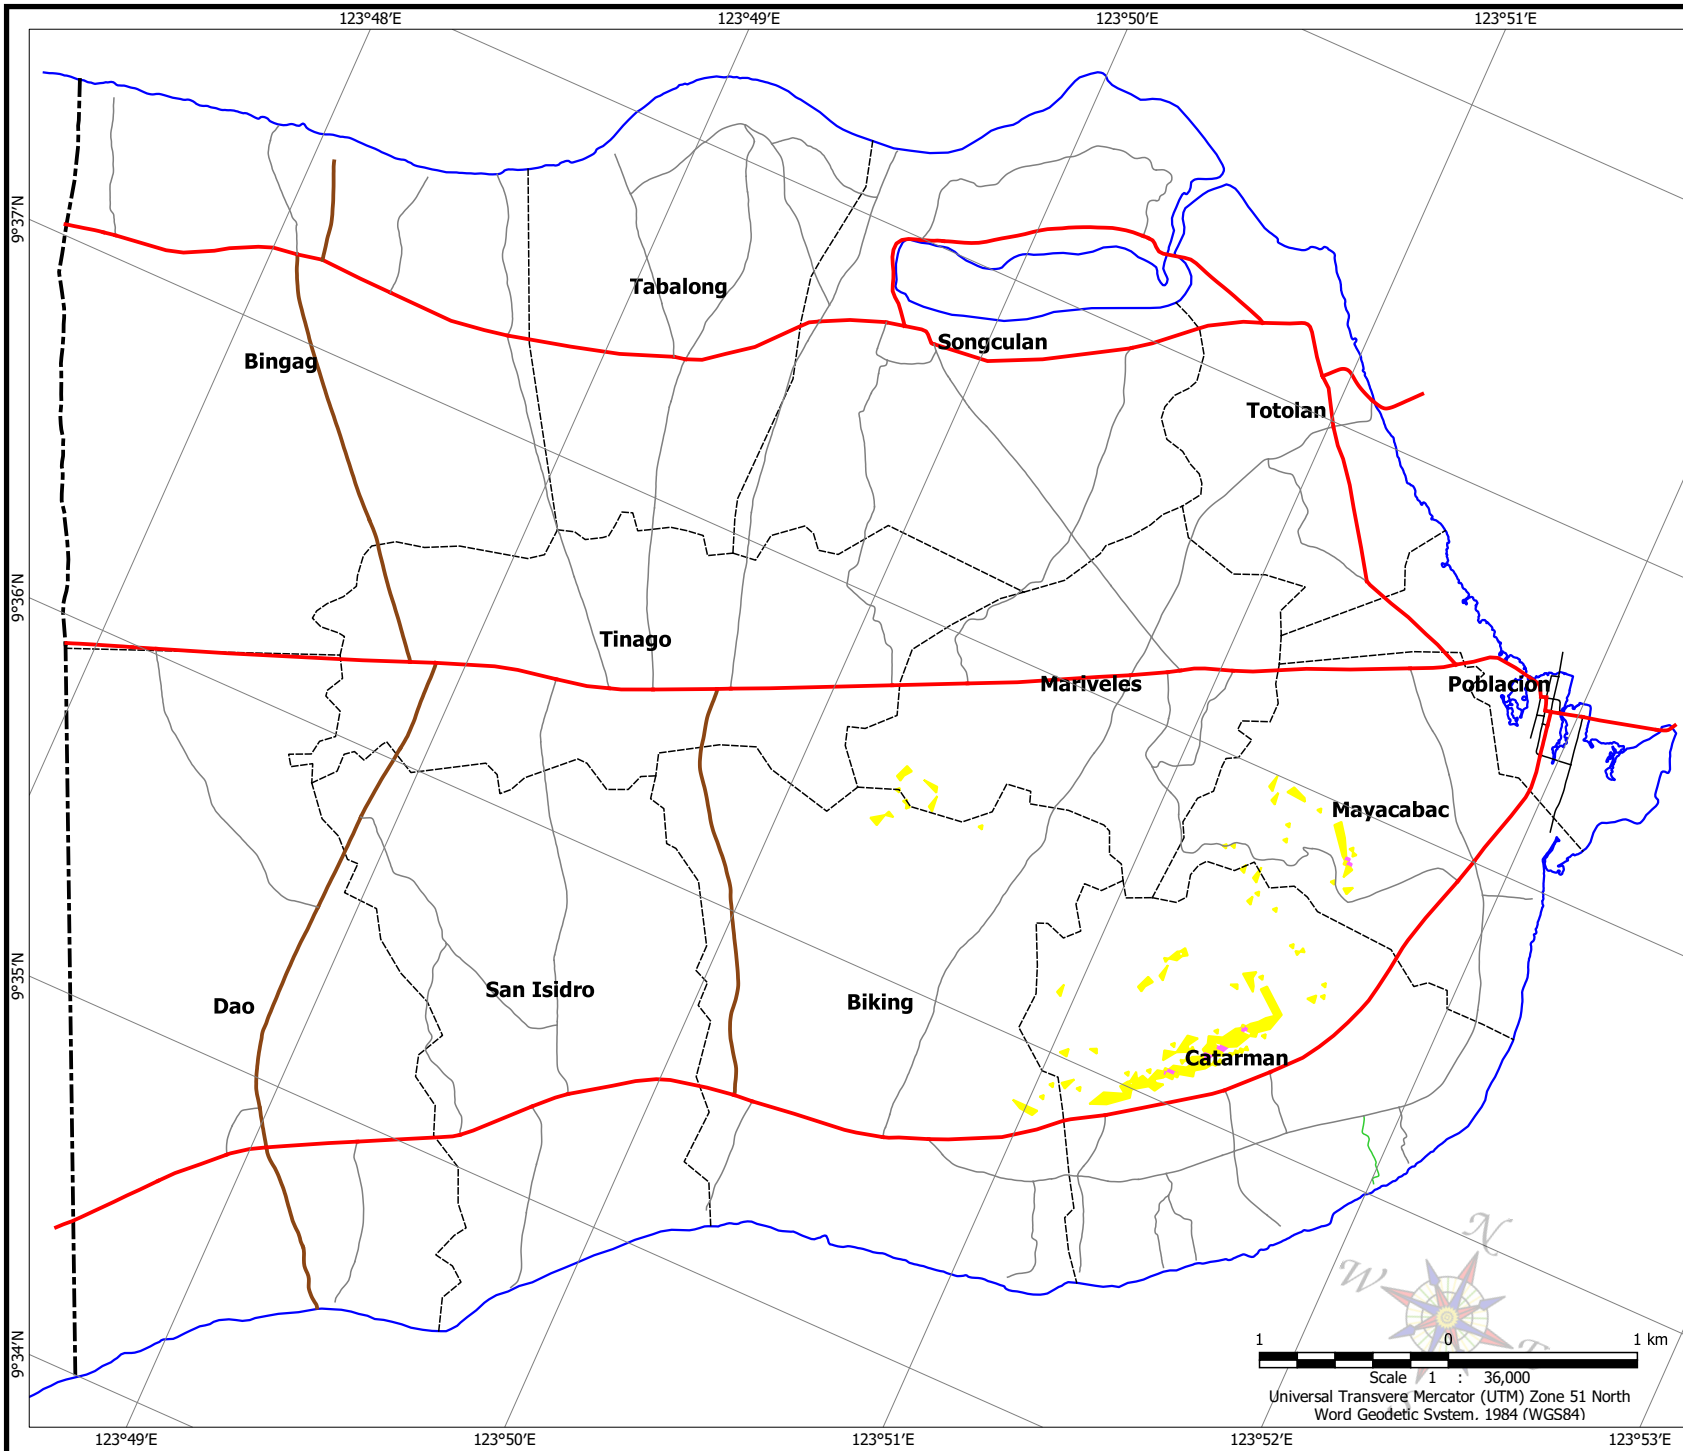 123°48'E
123°49'E
123°50'E
123°51'E
9°37'N
Tabalong
Songculan
Bingag
Totolan
9°36'N
Tinago
Mariveles
Poblacion
Mayacabac
9°35'N
San Isidro
Biking
Dao
Catarman
N
W
E
9°34'N
1 0 1 km
Scale 1 : 36,000
Universal Transvere Mercator (UTM) Zone 51 North
Word Geodetic System, 1984 (WGS84)
123°49'E
123°50'E
123°51'E
123°52'E
123°53'E